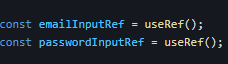 const emailInputRef = useRef();
const passwordInputRef = useRef();